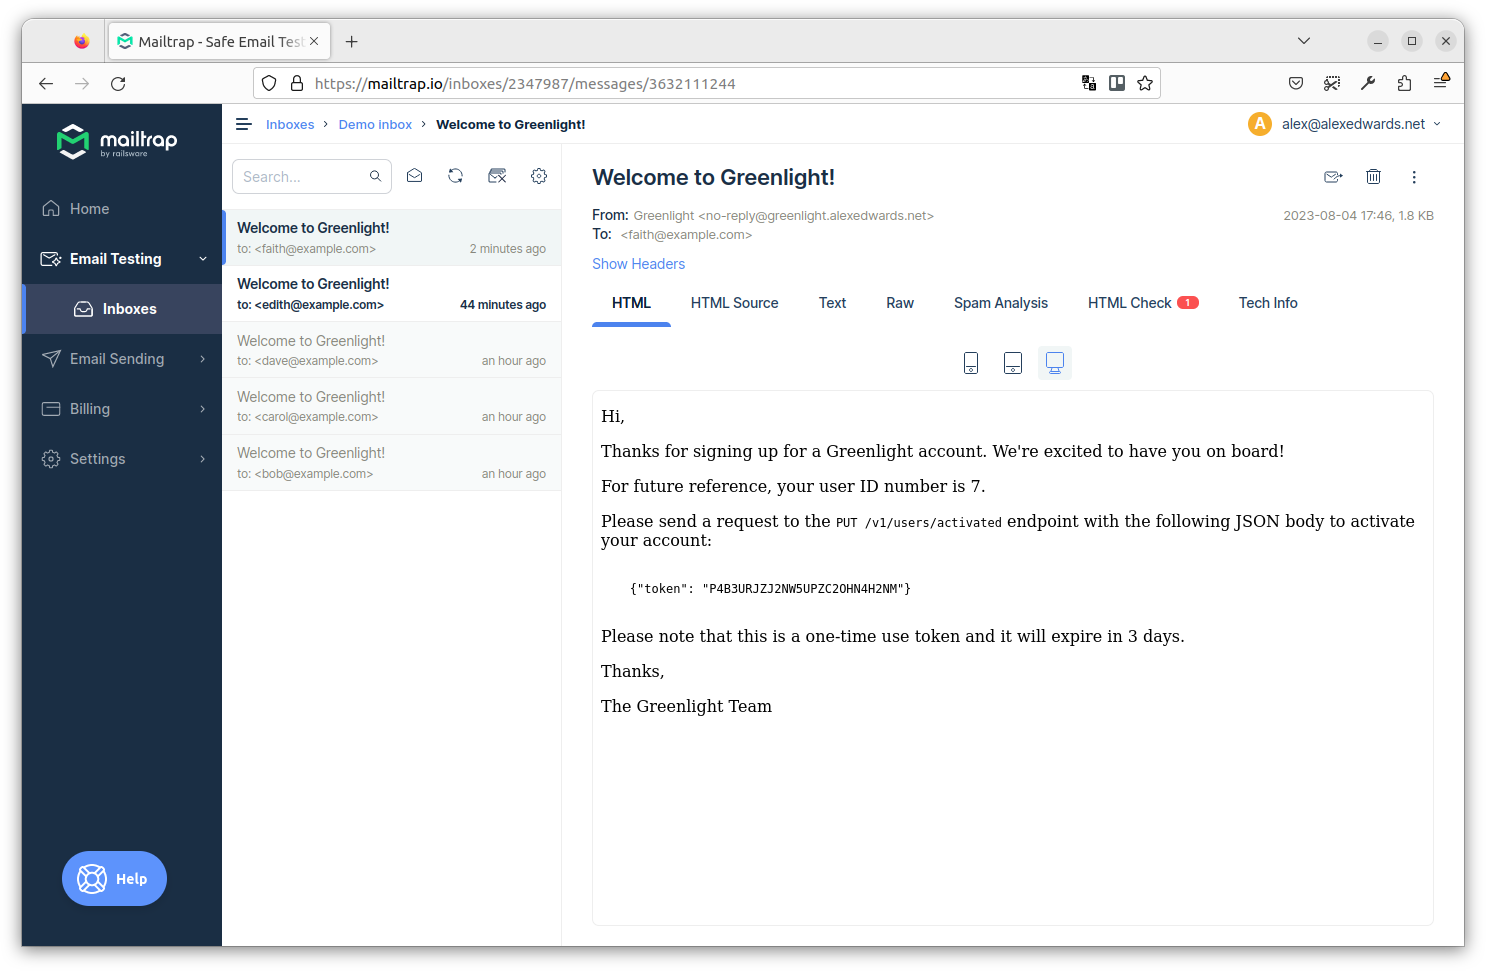 Mailtrap - Safe Email Test
https://mailtrap.io/inboxes/2347987/messages/3632111244
mailtrap
by railsware
Home
Email Testing
Inboxes
Email Sending
Billing
Settings
Help
Inboxes › Demo inbox › Welcome to Greenlight!
A alex@alexedwards.net
Search...
Welcome to Greenlight!
to: <faith@example.com> 2 minutes ago
Welcome to Greenlight!
to: <edith@example.com> 44 minutes ago
Welcome to Greenlight!
to: <dave@example.com> an hour ago
Welcome to Greenlight!
to: <carol@example.com> an hour ago
Welcome to Greenlight!
to: <bob@example.com> an hour ago
Welcome to Greenlight!
From: Greenlight <no-reply@greenlight.alexedwards.net> 2023-08-04 17:46, 1.8 KB
To: <faith@example.com>
Show Headers
HTML HTML Source Text Raw Spam Analysis HTML Check 1 Tech Info
Hi,
Thanks for signing up for a Greenlight account. We're excited to have you on board!
For future reference, your user ID number is 7.
Please send a request to the PUT /v1/users/activated endpoint with the following JSON body to activate
your account:
{"token": "P4B3URJZJ2NW5UPZC2OHN4H2NM"}
Please note that this is a one-time use token and it will expire in 3 days.
Thanks,
The Greenlight Team